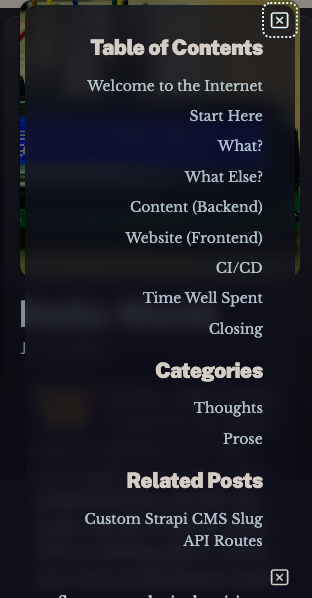 Table of Contents
Welcome to the Internet
Start Here
What?
What Else?
Content (Backend)
Website (Frontend)
CI/CD
Time Well Spent
Closing
Categories
Thoughts
Prose
Related Posts
Custom Strapi CMS Slug
API Routes